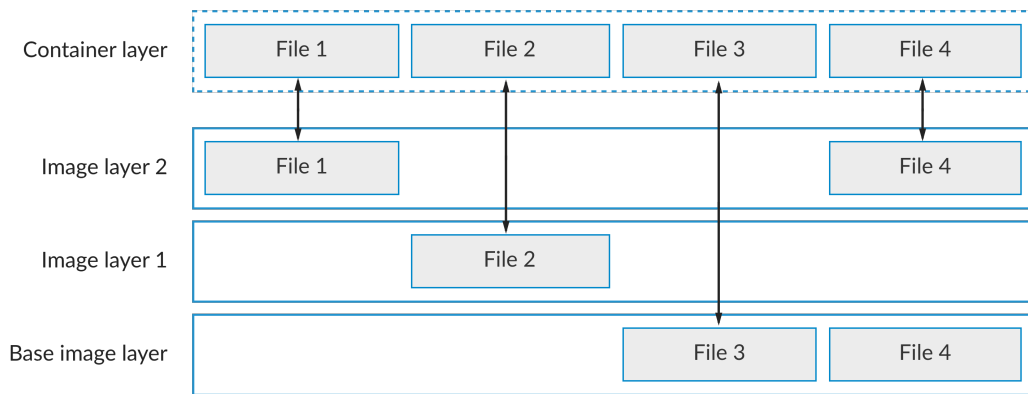 Container layer File 1 File 2 File 3 File 4
Image layer 2 File 1 File 4
Image layer 1 File 2
Base image layer File 3 File 4